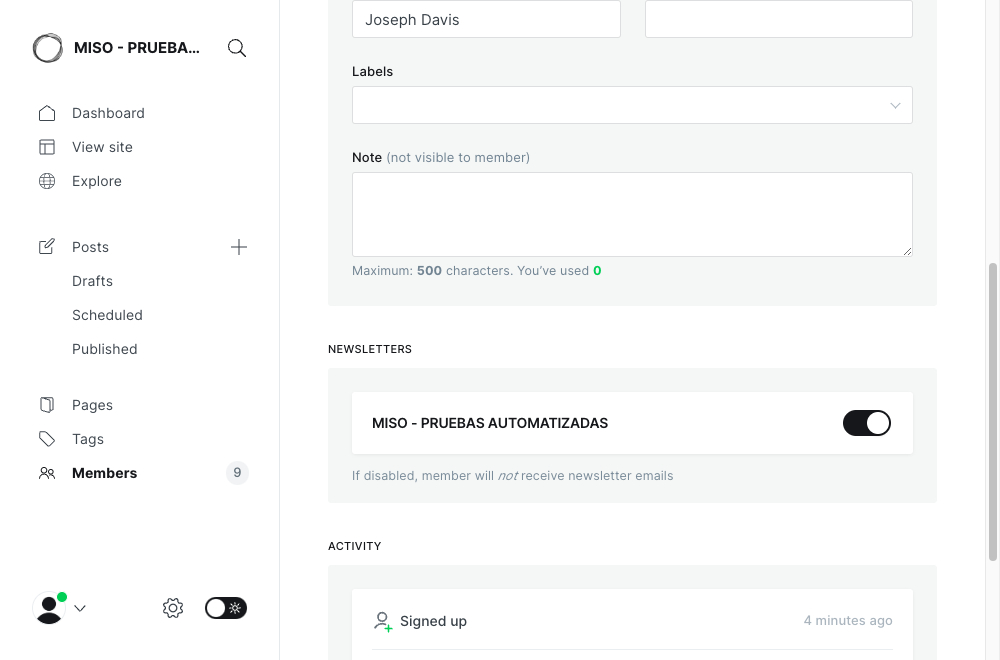 MISO - PRUEBA...
Dashboard
View site
Explore
Posts
Drafts
Scheduled
Published
Pages
Tags
Members
9
Joseph Davis
Labels
Note (not visible to member)
Maximum: 500 characters. You’ve used 0
NEWSLETTERS
MISO - PRUEBAS AUTOMATIZADAS
If disabled, member will not receive newsletter emails
ACTIVITY
Signed up
4 minutes ago